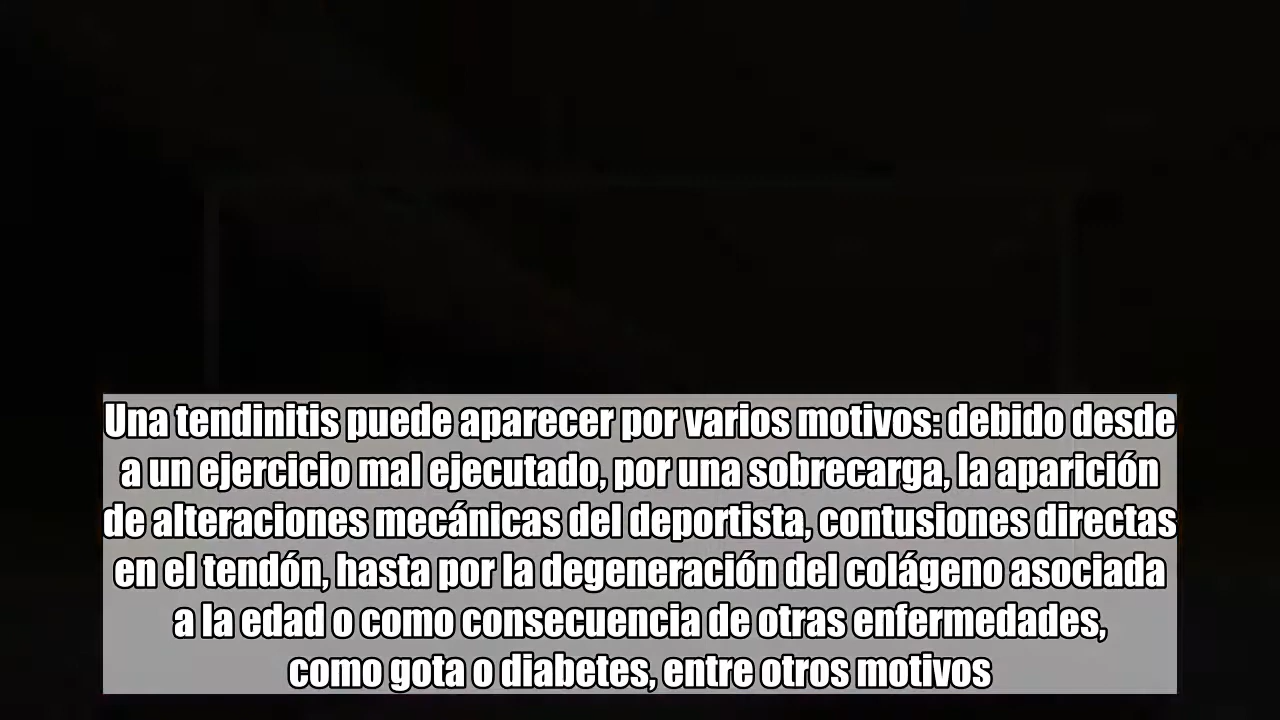 Una tendinitis puede aparecer por varios motivos: debido desde
a un ejercicio mal ejecutado, por una sobrecarga, la aparición
de alteraciones mecánicas del deportista, contusiones directas
en el tendón, hasta por la degeneración del colágeno asociada
a la edad o como consecuencia de otras enfermedades,
como gota o diabetes, entre otros motivos